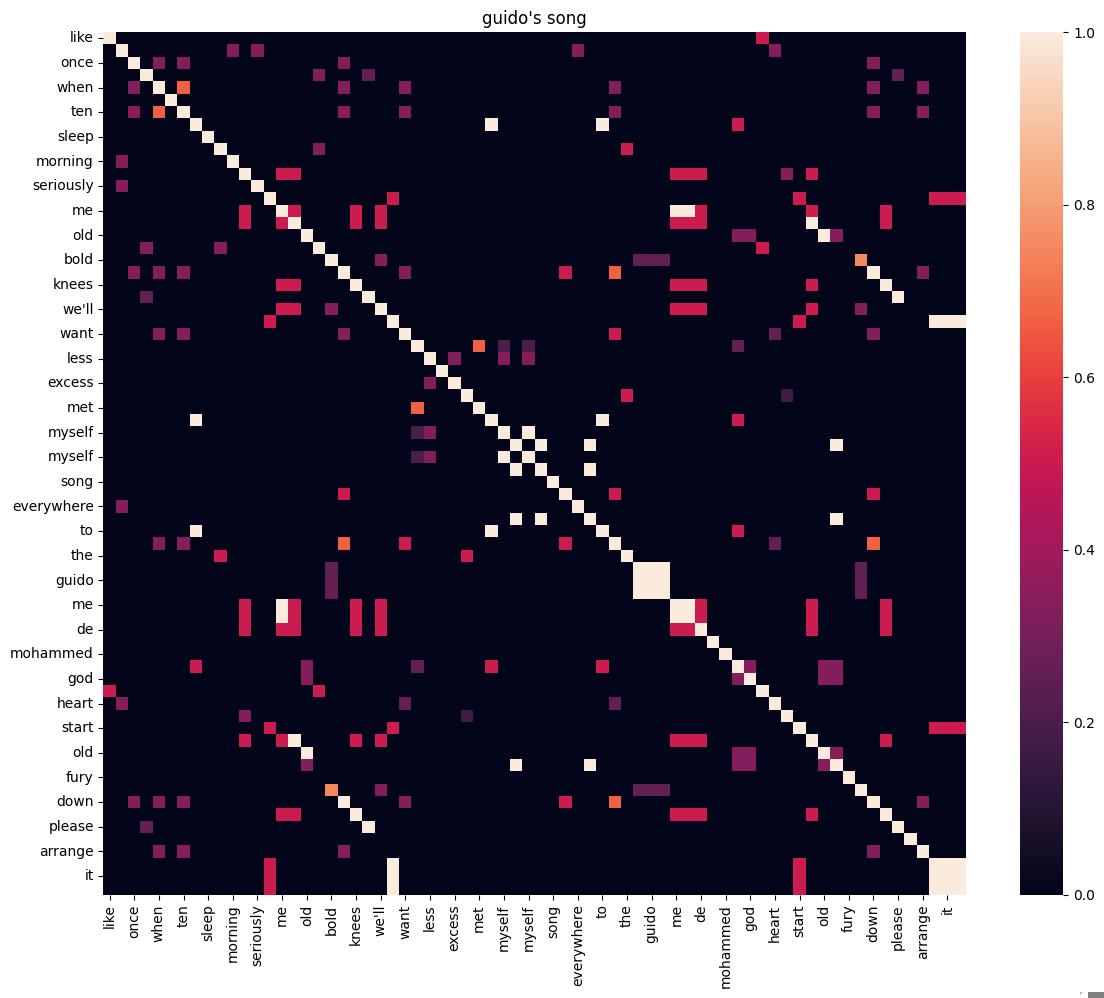 guido's song
like
once
when
ten
sleep
morning
seriously
me
old
bold
knees
we'll
want
less
excess
met
myself
myself
song
everywhere
to
the
guido
me
de
mohammed
god
heart
start
old
fury
down
please
arrange
it
like
once
when
ten
sleep
morning
seriously
me
old
bold
knees
we'll
want
less
excess
met
myself
myself
song
everywhere
to
the
guido
me
de
mohammed
god
heart
start
old
fury
down
please
arrange
it
1.0
0.8
0.6
0.4
0.2
0.0